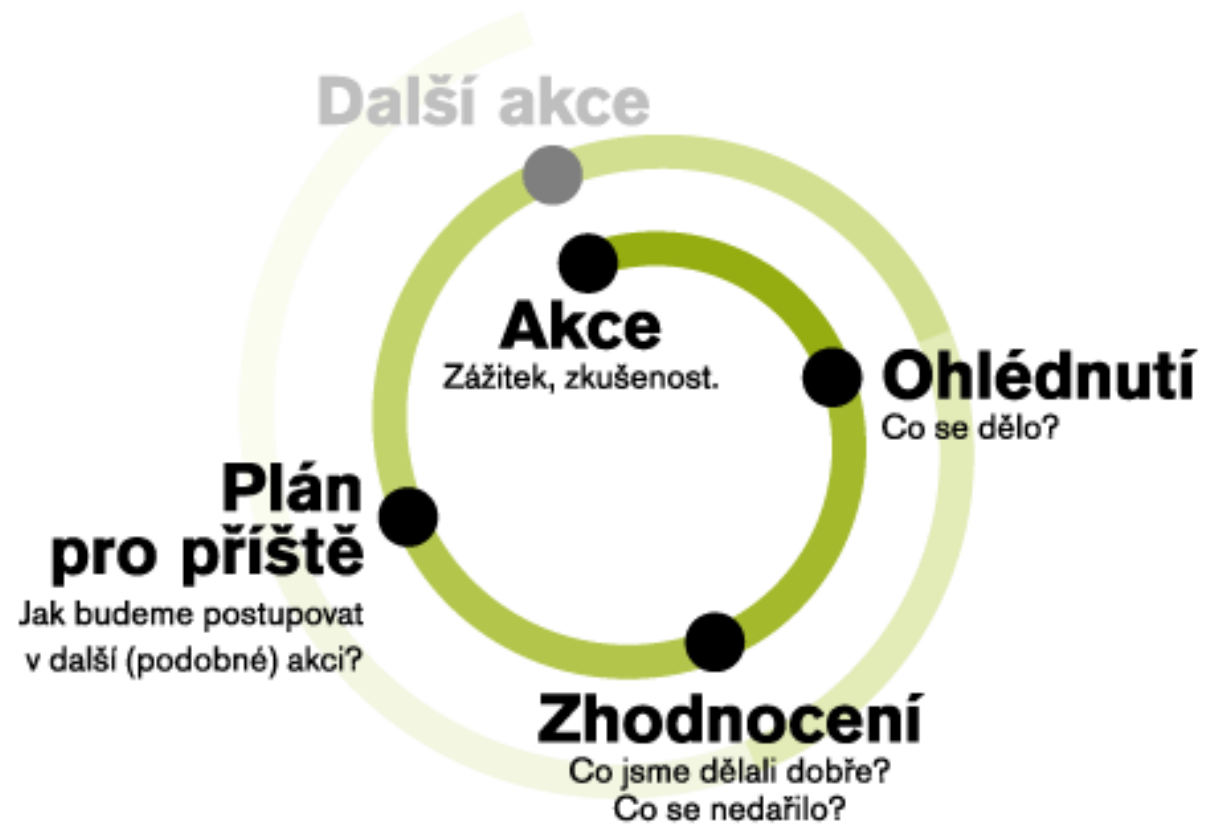 Další akce
Akce
Zážitek, zkušenost.
Ohlédnutí
Co se dělo?
Plán
pro příště
Jak budeme postupovat
v další (podobné) akci?
Zhodnocení
Co jsme dělali dobře?
Co se nedařilo?